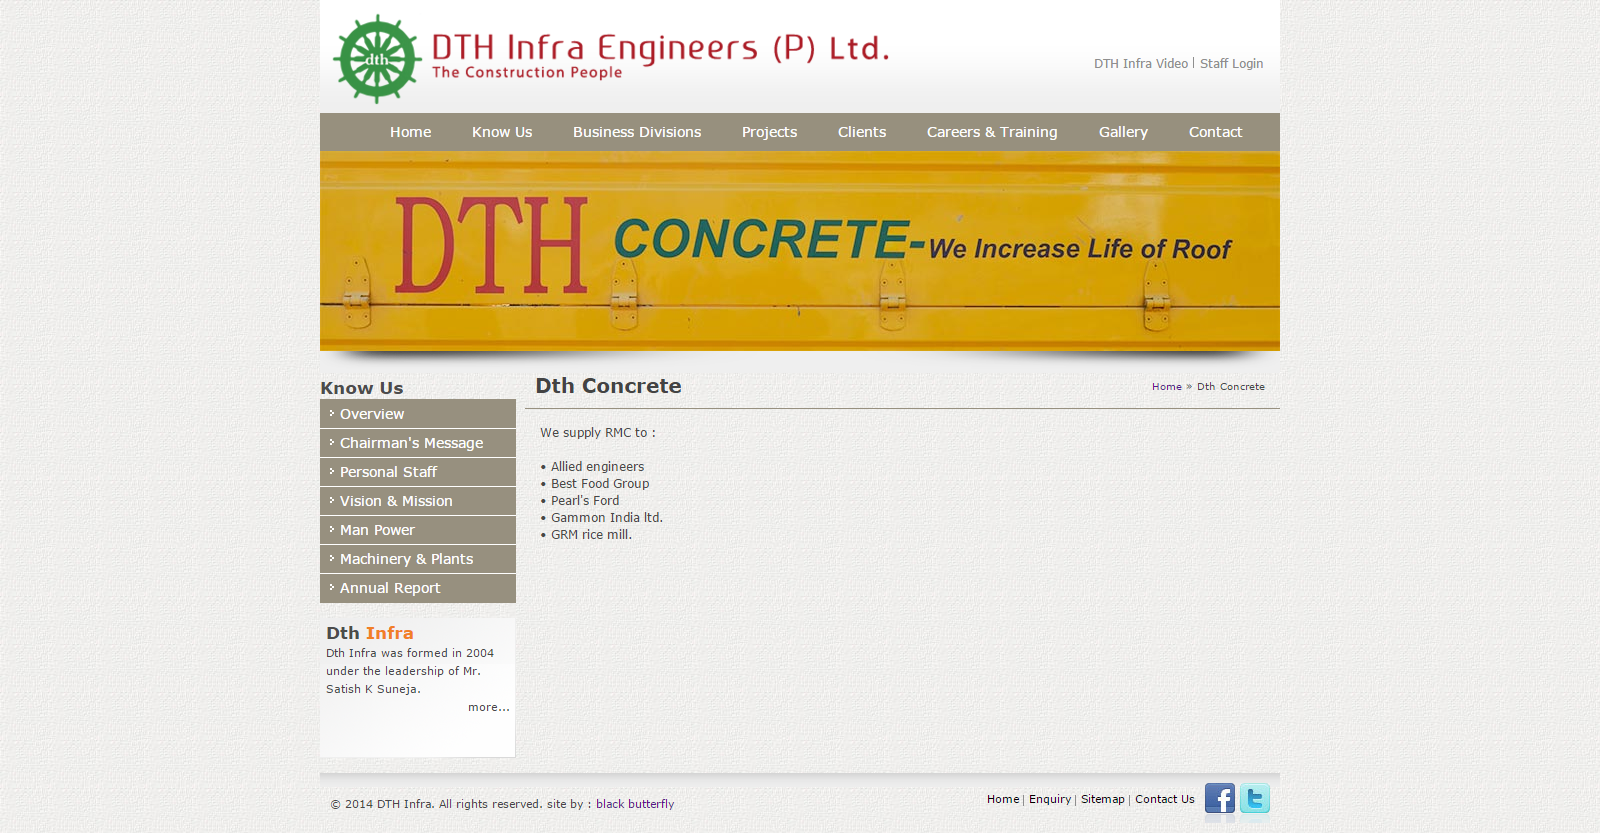 dth
DTH Infra Engineers (P) Ltd.
The Construction People
DTH Infra Video | Staff Login
Home Know Us Business Divisions Projects Clients Careers & Training Gallery Contact
DTH CONCRETE-We Increase Life of Roof
Know Us
Overview
Chairman's Message
Personal Staff
Vision & Mission
Man Power
Machinery & Plants
Annual Report
Dth Infra
Dth Infra was formed in 2004
under the leadership of Mr.
Satish K Suneja.
more...
Dth Concrete
Home » Dth Concrete
We supply RMC to :
• Allied engineers
• Best Food Group
• Pearl's Ford
• Gammon India ltd.
• GRM rice mill.
© 2014 DTH Infra. All rights reserved. site by : black butterfly
Home | Enquiry | Sitemap | Contact Us